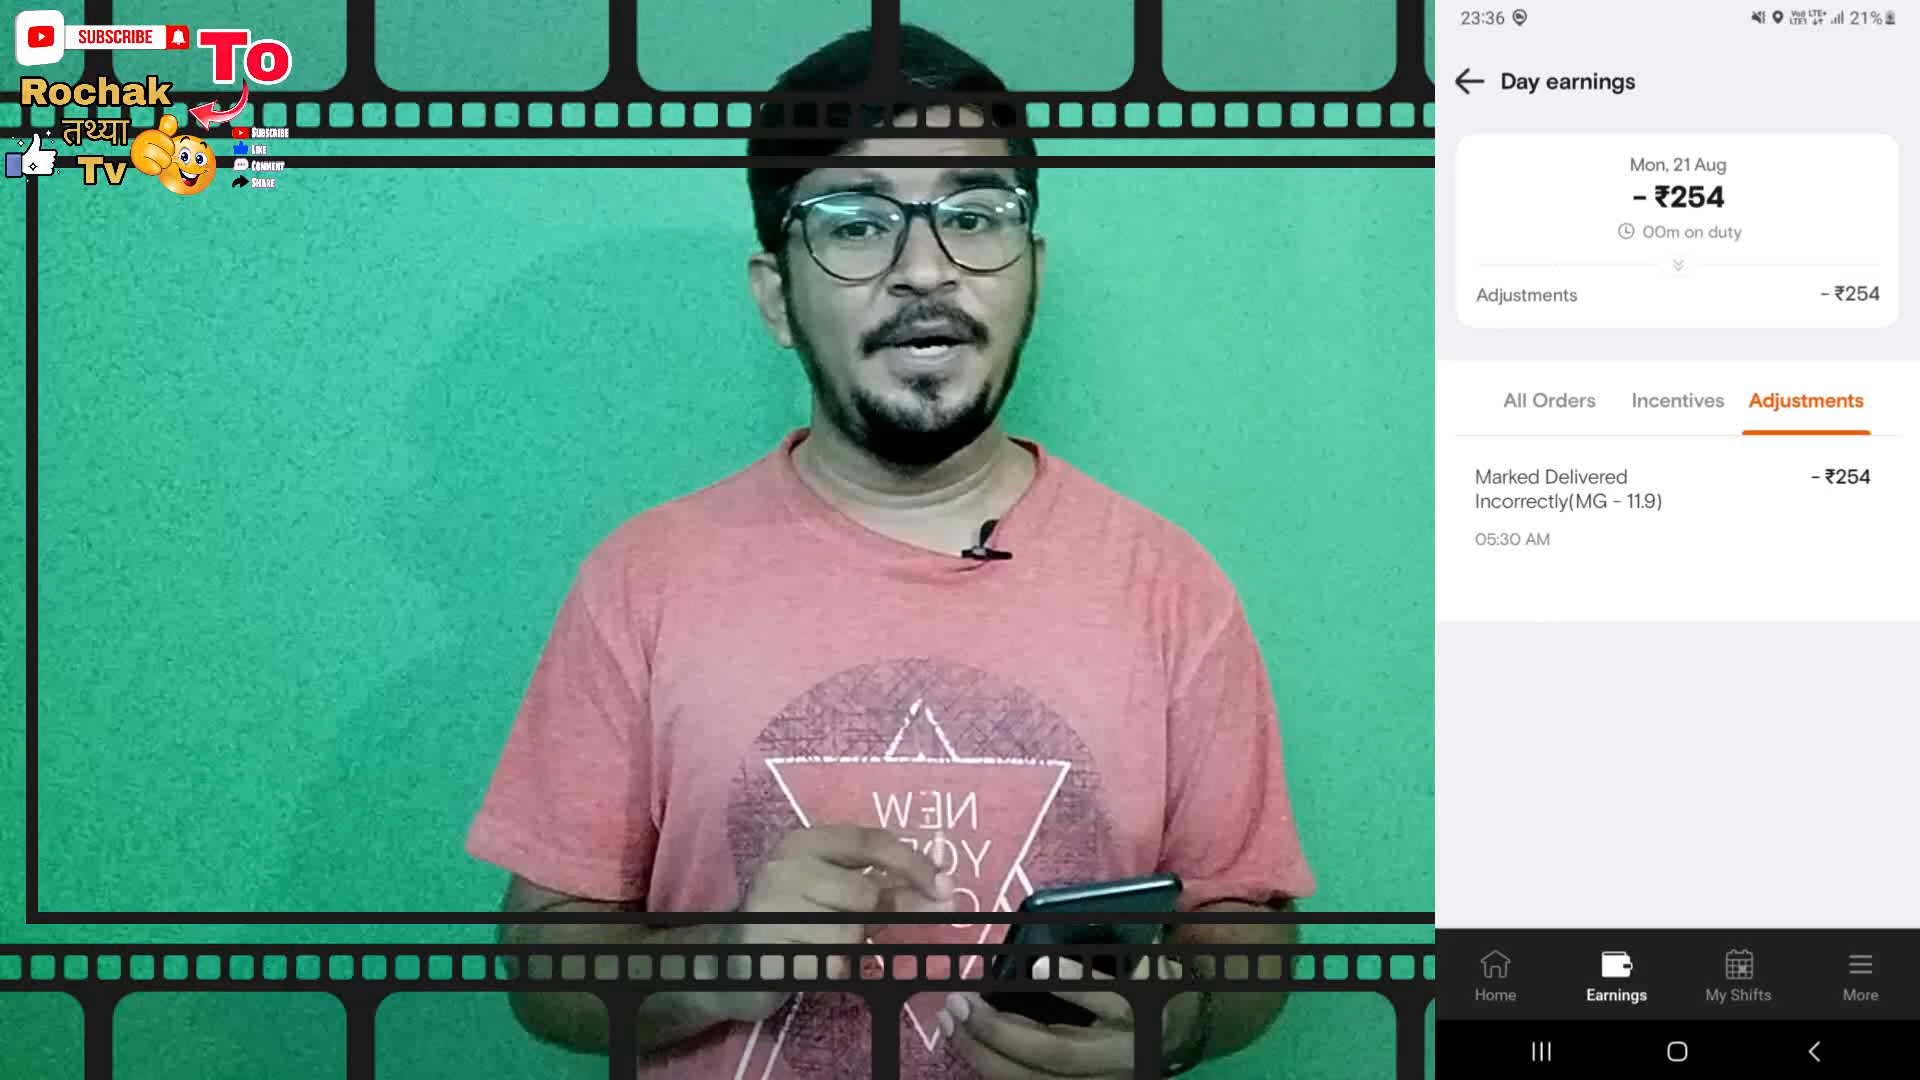 SUBSCRIBE
To
Rochak
तथ्या
Tv
SUBSCRIBE
LIKE
COMMENT
SHARE
NEW
23:36
21%
Day earnings
Mon, 21 Aug
- ₹254
00m on duty
Adjustments - ₹254
All Orders Incentives Adjustments
Marked Delivered - ₹254
Incorrectly(MG - 11.9)
05:30 AM
Home Earnings My Shifts More